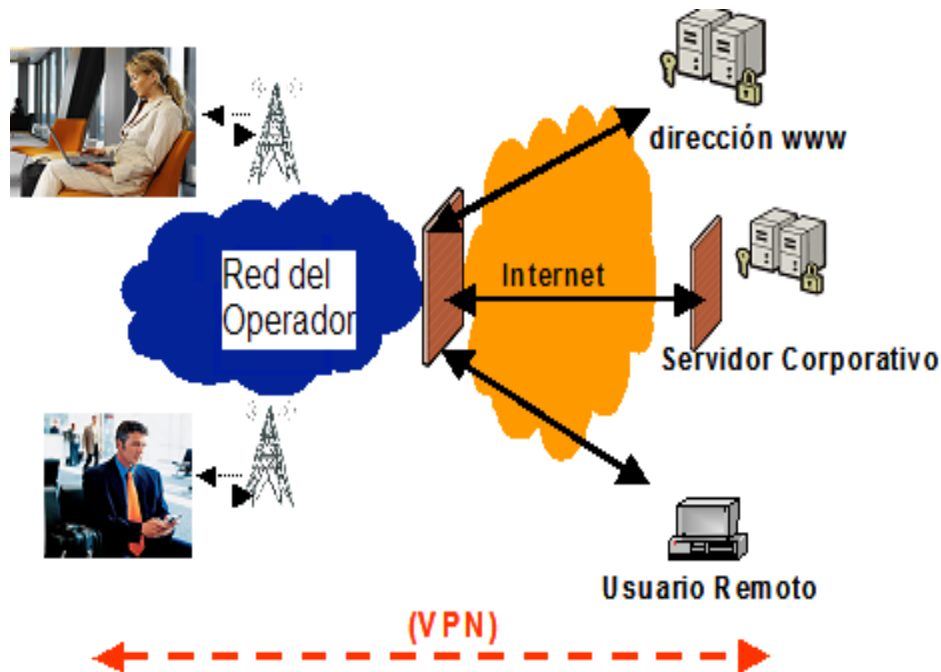 dirección www
Red del
Operador
Internet
Servidor Corporativo
Usuario Remoto
(VPN)